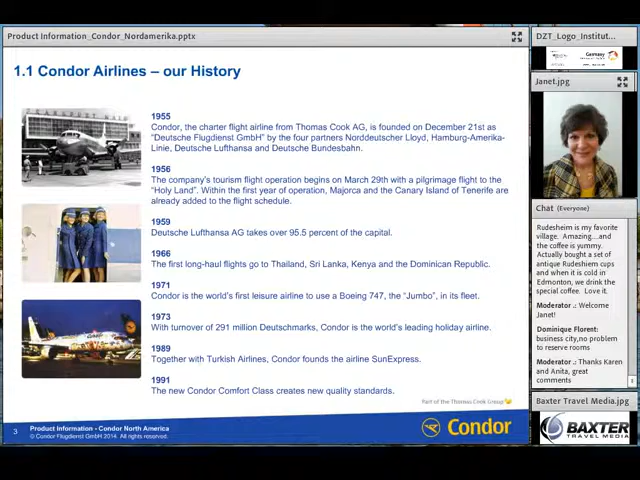 Product Information_Condor_Nordamerika.pptx
1.1 Condor Airlines – our History
1955
Condor, the charter flight airline from Thomas Cook AG, is founded on December 21st as
“Deutsche Flugdienst GmbH” by the four partners Norddeutscher Lloyd, Hamburg-Amerika-
Linie, Deutsche Lufthansa and Deutsche Bundesbahn.
1956
The company's tourism flight operation begins on March 29th with a pilgrimage flight to the
“Holy Land”. Within the first year of operation, Majorca and the Canary Island of Tenerife are
already added to the flight schedule.
1959
Deutsche Lufthansa AG takes over 95.5 percent of the capital.
1966
The first long-haul flights go to Thailand, Sri Lanka, Kenya and the Dominican Republic.
1971
Condor is the world's first leisure airline to use a Boeing 747, the “Jumbo”, in its fleet.
1973
With turnover of 291 million Deutschmarks, Condor is the world's leading holiday airline.
1989
Together with Turkish Airlines, Condor founds the airline SunExpress.
1991
The new Condor Comfort Class creates new quality standards.
Part of the Thomas Cook Group
3
Product Information - Condor North America
© Condor Flugdienst GmbH 2014. All rights reserved.
Condor
DZT_Logo_Institut...
Germany
Janet.jpg
Chat (Everyone)
Rudesheim is my favorite
village. Amazing....and
the coffee is yummy.
Actually bought a set of
antique Rudeshiem cups
and when it is cold in
Edmonton, we drink the
special coffee. Love it.
Moderator .: Welcome
Janet!
Dominique Florent:
business city,no problem
to reserve rooms
Moderator .: Thanks Karen
and Anita, great
comments
Baxter Travel Media.jpg
BAXTER
TRAVEL MEDIA